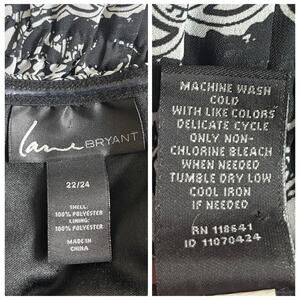 Lane BRYANT
22/24
SHELL:
100% POLYESTER
LINING:
100% POLYESTER
MADE IN
CHINA
MACHINE WASH
COLD
WITH LIKE COLORS
DELICATE CYCLE
ONLY NON-
CHLORINE BLEACH
WHEN NEEDED
TUMBLE DRY LOW
COOL IRON
IF NEEDED
RN 118641
ID 11070424